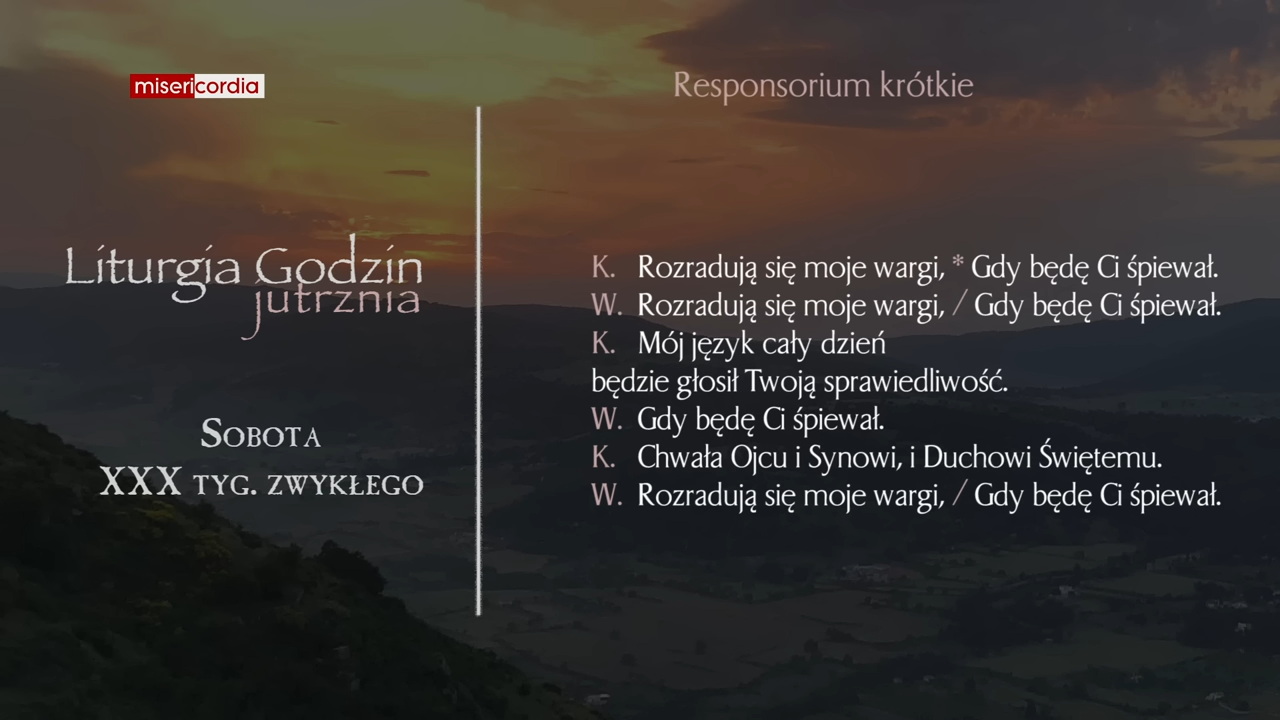 misericordia
Liturgia Godzin
jutrznia
Sobota
XXX tyg. zwykłego
Responsorium krótkie
K. Rozradują się moje wargi, * Gdy będę Ci śpiewał.
W. Rozradują się moje wargi, / Gdy będę Ci śpiewał.
K. Mój język cały dzień
będzie głosił Twoją sprawiedliwość.
W. Gdy będę Ci śpiewał.
K. Chwała Ojcu i Synowi, i Duchowi Świętemu.
W. Rozradują się moje wargi, / Gdy będę Ci śpiewał.